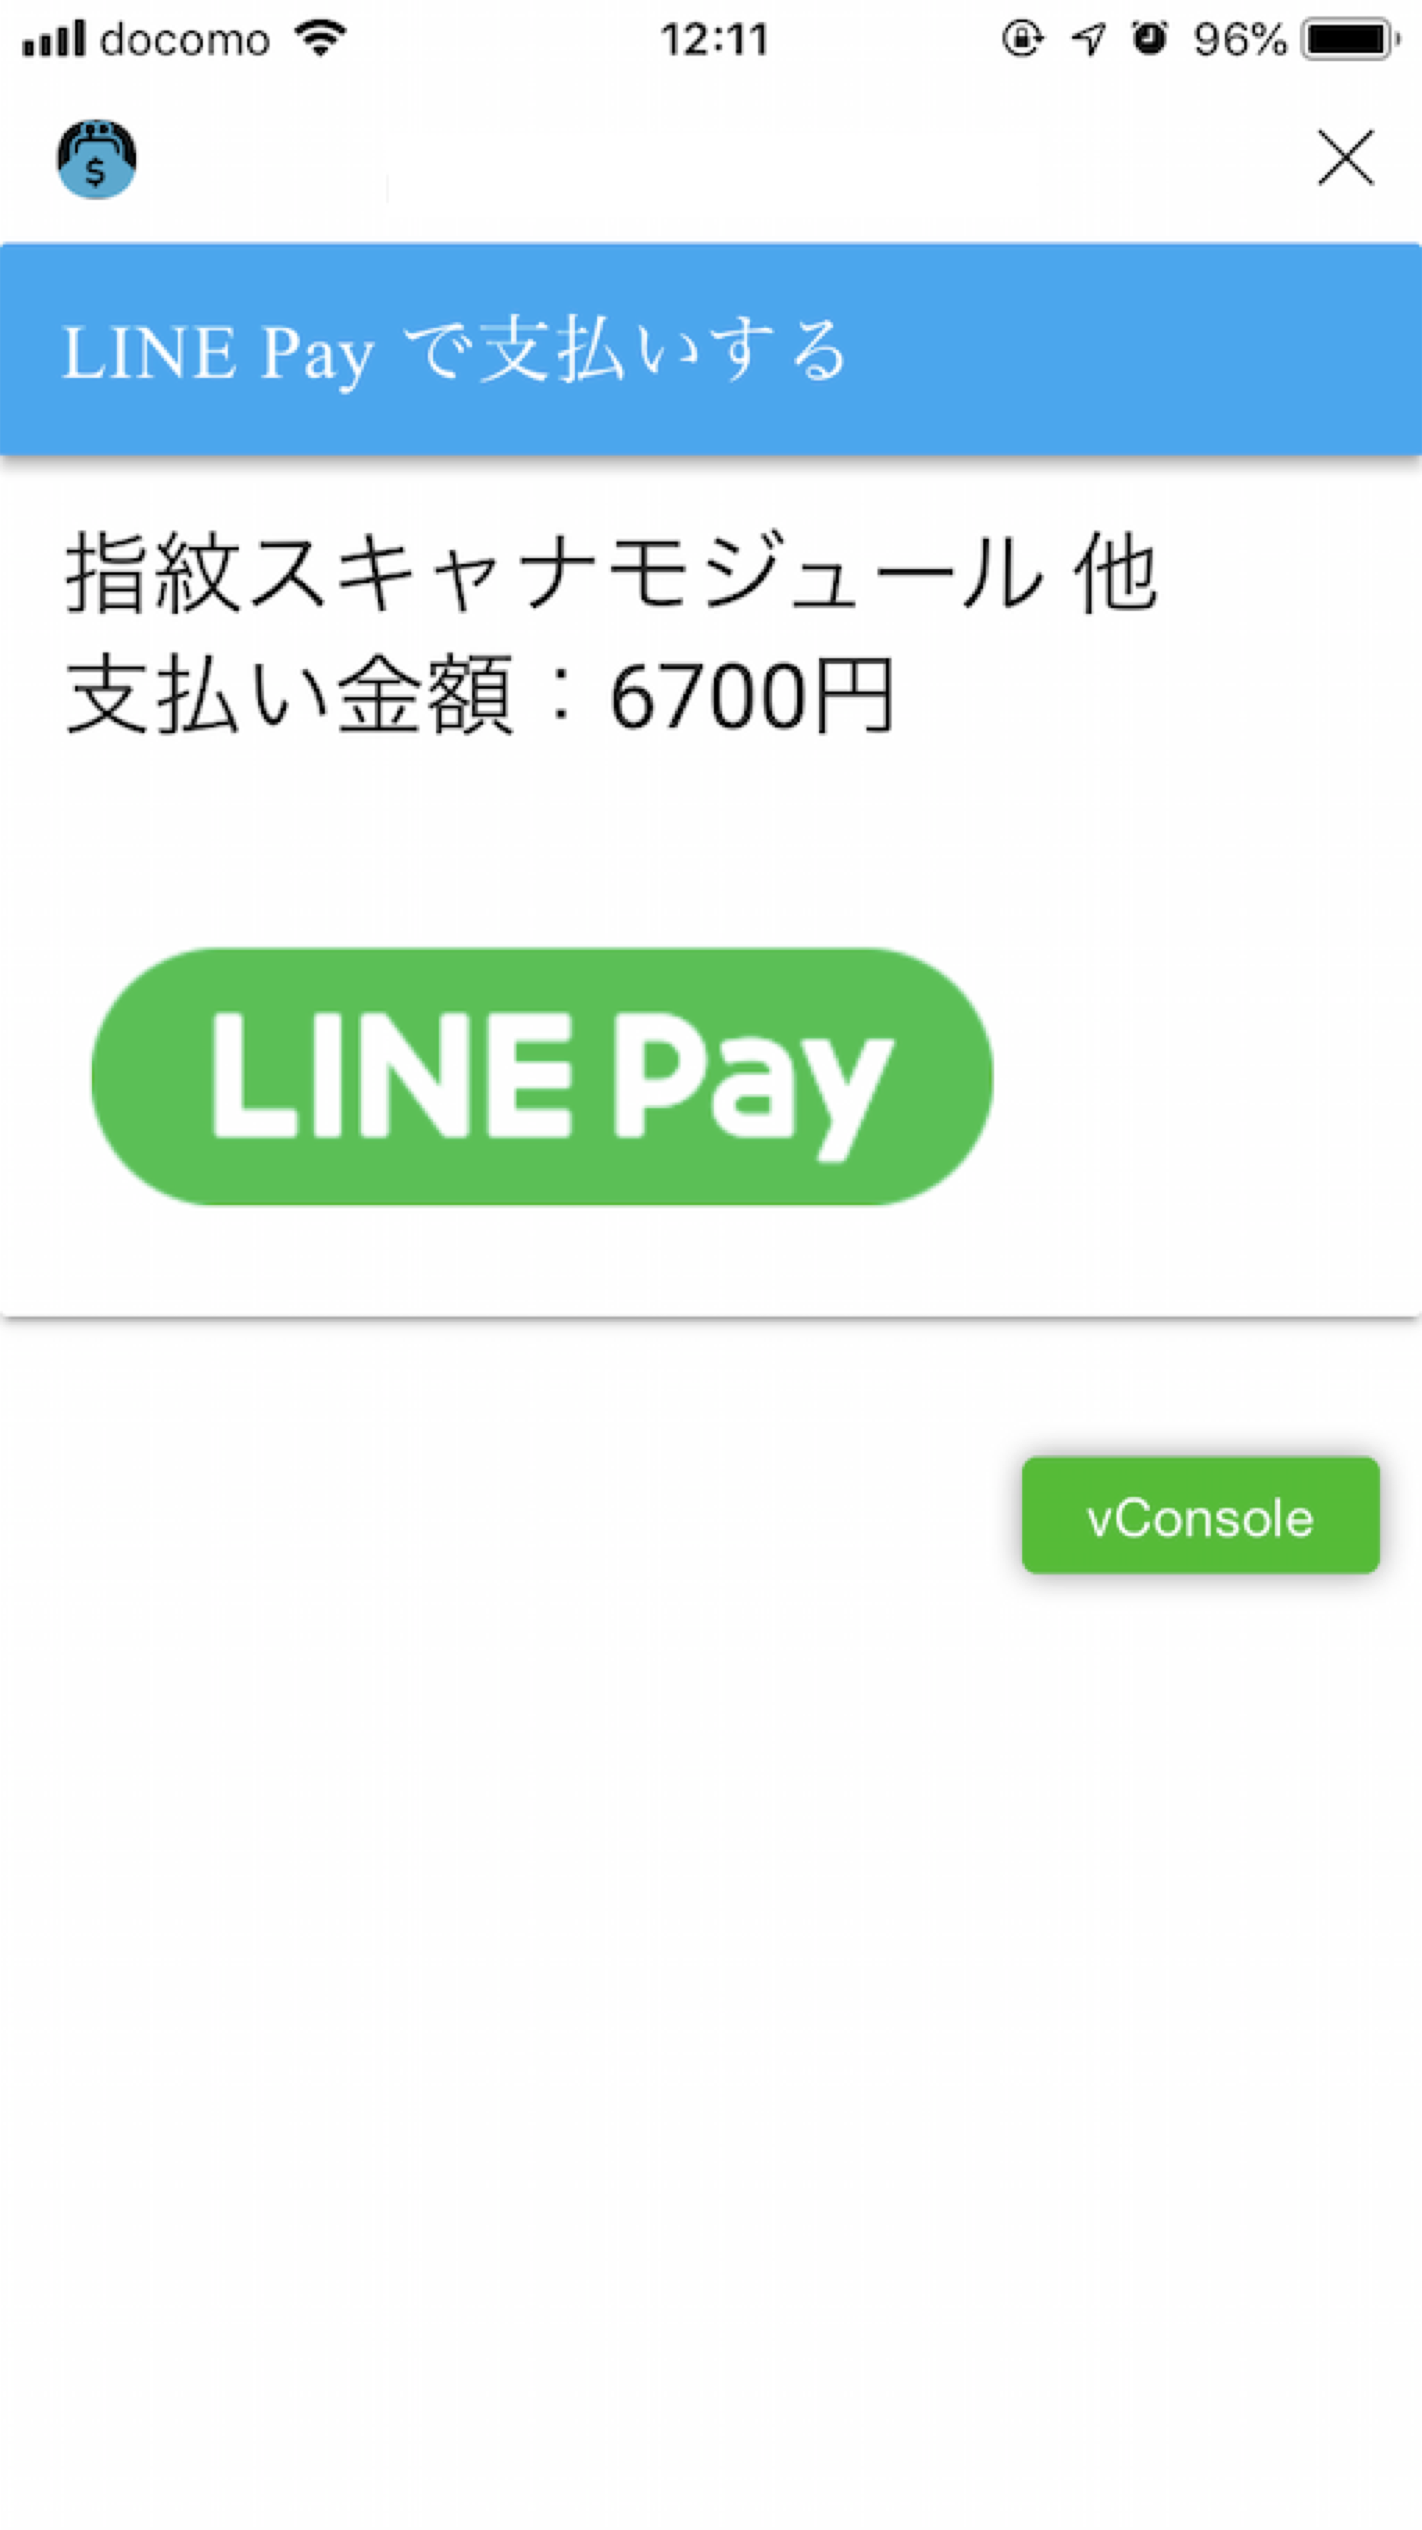 docomo 12:11 96%
$
LINE Pay で支払いする
指紋スキャナモジュール 他
支払い金額：6700円
LINE Pay
vConsole